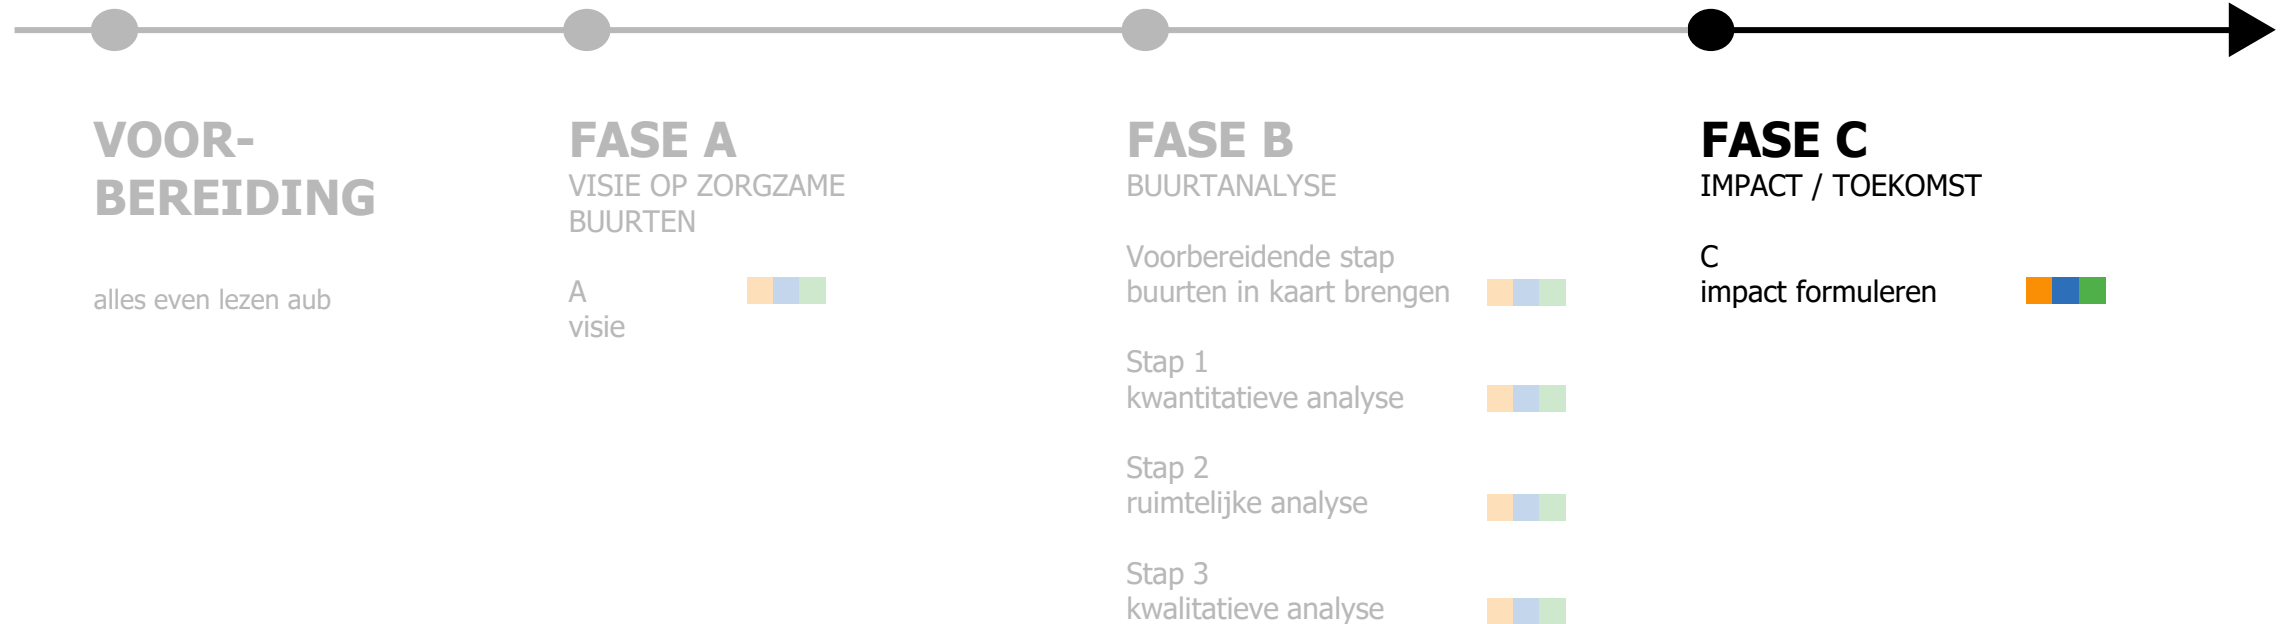 VOOR-
BEREIDING
alles even lezen aub
FASE A
VISIE OP ZORGZAME
BUURTEN
A
visie
FASE B
BUURTANALYSE
Voorbereidende stap
buurten in kaart brengen
Stap 1
kwantitatieve analyse
Stap 2
ruimtelijke analyse
Stap 3
kwalitatieve analyse
FASE C
IMPACT / TOEKOMST
C
impact formuleren